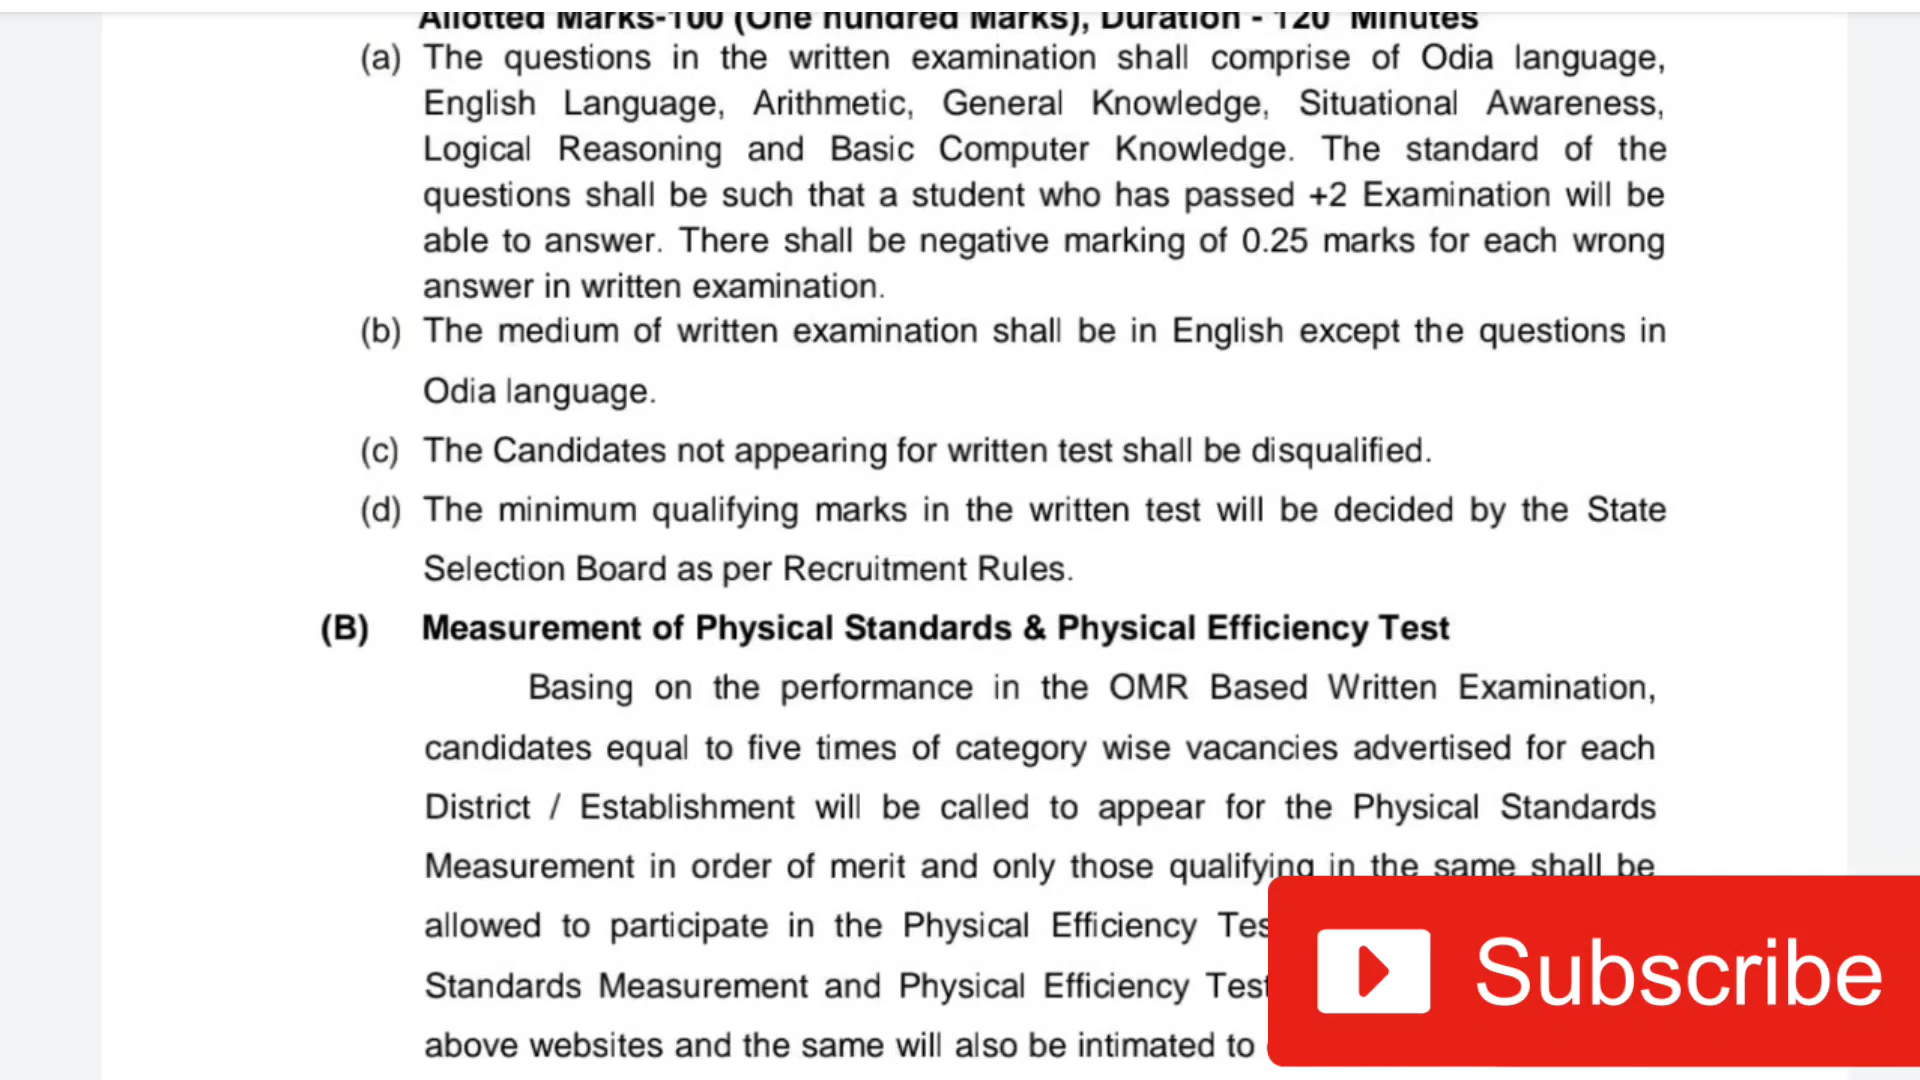 Allotted Marks-100 (One hundred Marks), Duration - 120 Minutes
(a) The questions in the written examination shall comprise of Odia language,
English Language, Arithmetic, General Knowledge, Situational Awareness,
Logical Reasoning and Basic Computer Knowledge. The standard of the
questions shall be such that a student who has passed +2 Examination will be
able to answer. There shall be negative marking of 0.25 marks for each wrong
answer in written examination.
(b) The medium of written examination shall be in English except the questions in
Odia language.
(c) The Candidates not appearing for written test shall be disqualified.
(d) The minimum qualifying marks in the written test will be decided by the State
Selection Board as per Recruitment Rules.
(B) Measurement of Physical Standards & Physical Efficiency Test
Basing on the performance in the OMR Based Written Examination,
candidates equal to five times of category wise vacancies advertised for each
District / Establishment will be called to appear for the Physical Standards
Measurement in order of merit and only those qualifying in the same shall be
allowed to participate in the Physical Efficiency
Standards Measurement and Physical Efficiency Test
above websites and the same will also be intimated to
Subscribe